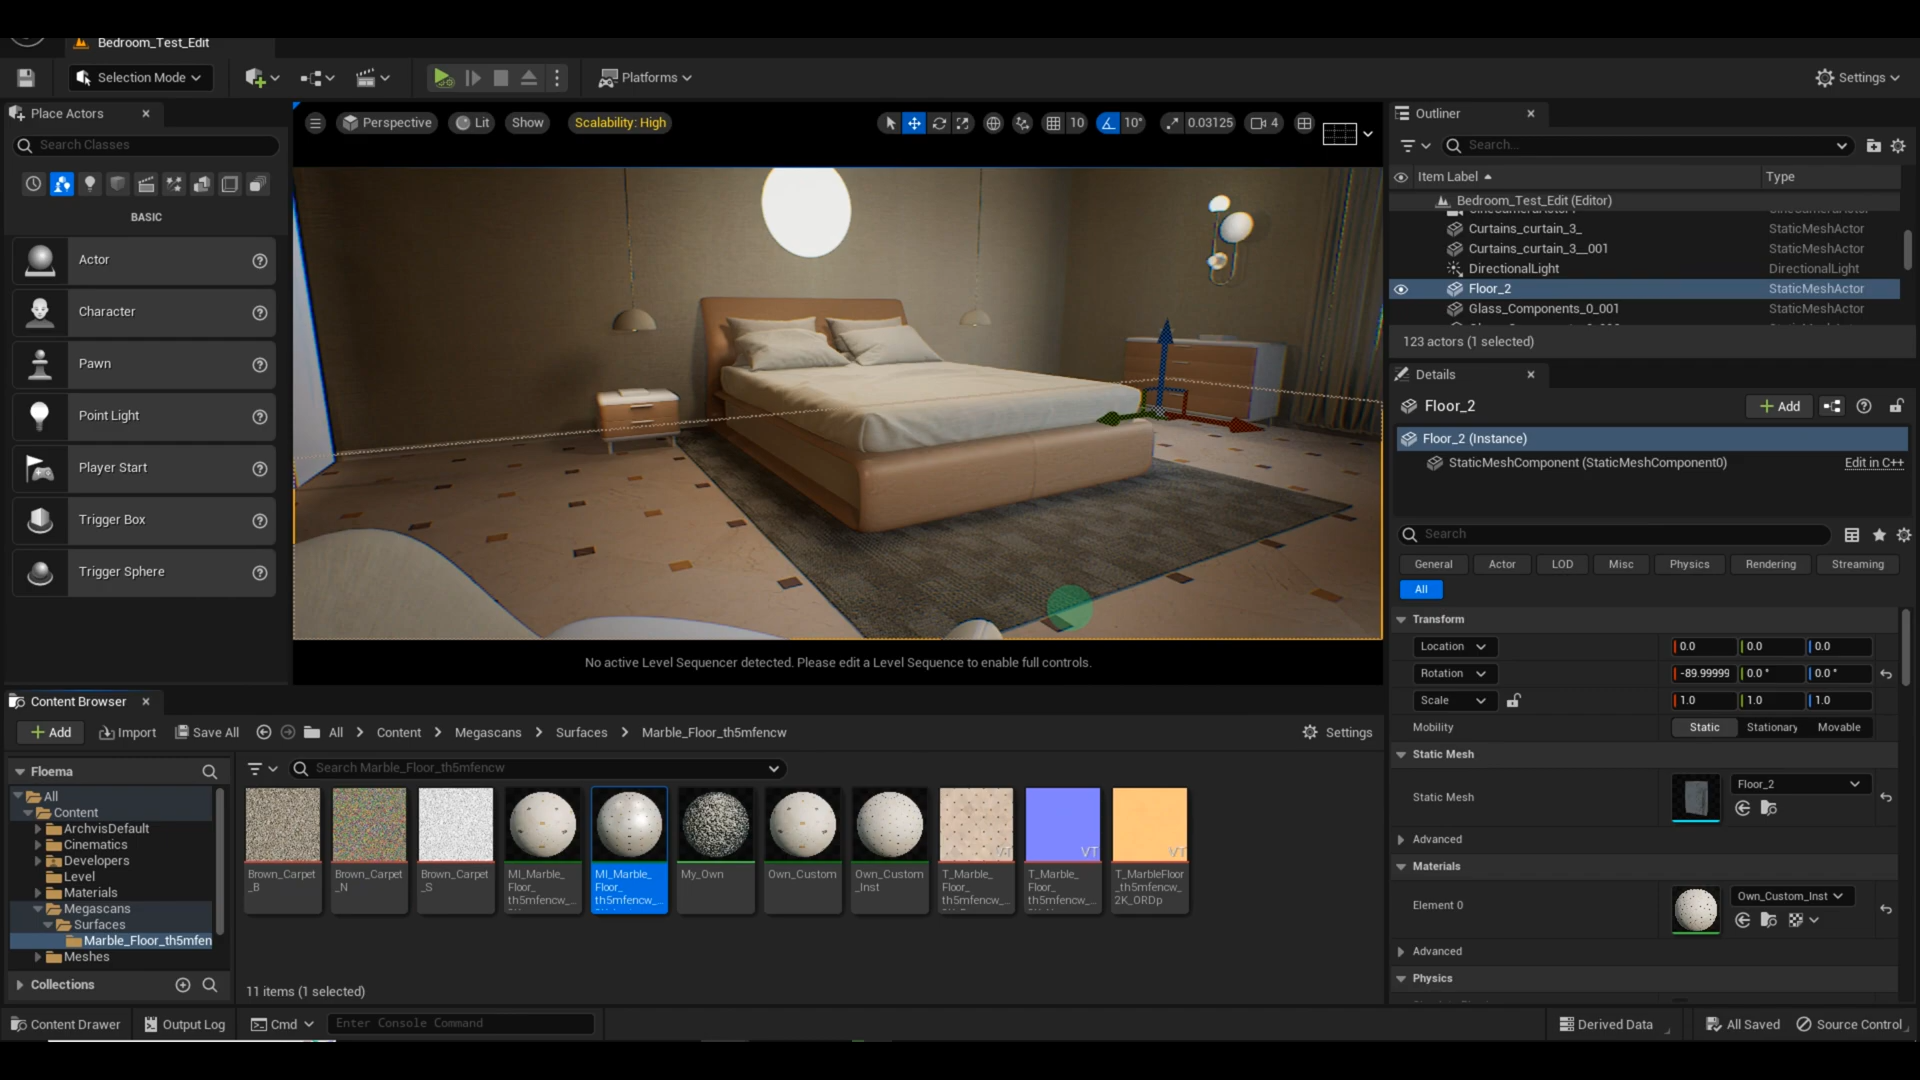 Bedroom_Test_Edit
Selection Mode
Platforms
Settings
Place Actors
Search Classes
BASIC
Actor
Character
Pawn
Point Light
Player Start
Trigger Box
Trigger Sphere
Perspective
Lit
Show
Scalability: High
10
10°
0.03125
4
No active Level Sequencer detected. Please edit a Level Sequence to enable full controls.
Outliner
Search...
Item Label
Type
Bedroom_Test_Edit (Editor)
Curtains_curtain_3_
StaticMeshActor
Curtains_curtain_3__001
StaticMeshActor
DirectionalLight
DirectionalLight
Floor_2
StaticMeshActor
Glass_Components_0_001
StaticMeshActor
123 actors (1 selected)
Details
Floor_2
Add
Floor_2 (Instance)
StaticMeshComponent (StaticMeshComponent0)
Edit in C++
Search
General
Actor
LOD
Misc
Physics
Rendering
Streaming
All
Transform
Location
0.0
0.0
0.0
Rotation
-89.99999
0.0 °
0.0 °
Scale
1.0
1.0
1.0
Mobility
Static
Stationary
Movable
Static Mesh
Static Mesh
Floor_2
Advanced
Materials
Element 0
Own_Custom_Inst
Advanced
Physics
Content Browser
Add
Import
Save All
All
Content
Megascans
Surfaces
Marble_Floor_th5mfencw
Settings
Floema
All
Content
ArchvisDefault
Cinematics
Developers
Level
Materials
Megascans
Surfaces
Marble_Floor_th5mfen
Meshes
Collections
Search Marble_Floor_th5mfencw
Brown_Carpet
_B
Brown_Carpet
_N
Brown_Carpet
_S
MI_Marble_
Floor_
th5mfencw_...
MI_Marble_
Floor_
th5mfencw_...
My_Own
Own_Custom
Own_Custom
_Inst
VT
T_Marble_
Floor_
th5mfencw_
VT
T_Marble_
Floor_
th5mfencw_
VT
T_MarbleFloor
_th5mfencw_
2K_ORDp
11 items (1 selected)
Content Drawer
Output Log
Cmd
Enter Console Command
Derived Data
All Saved
Source Control